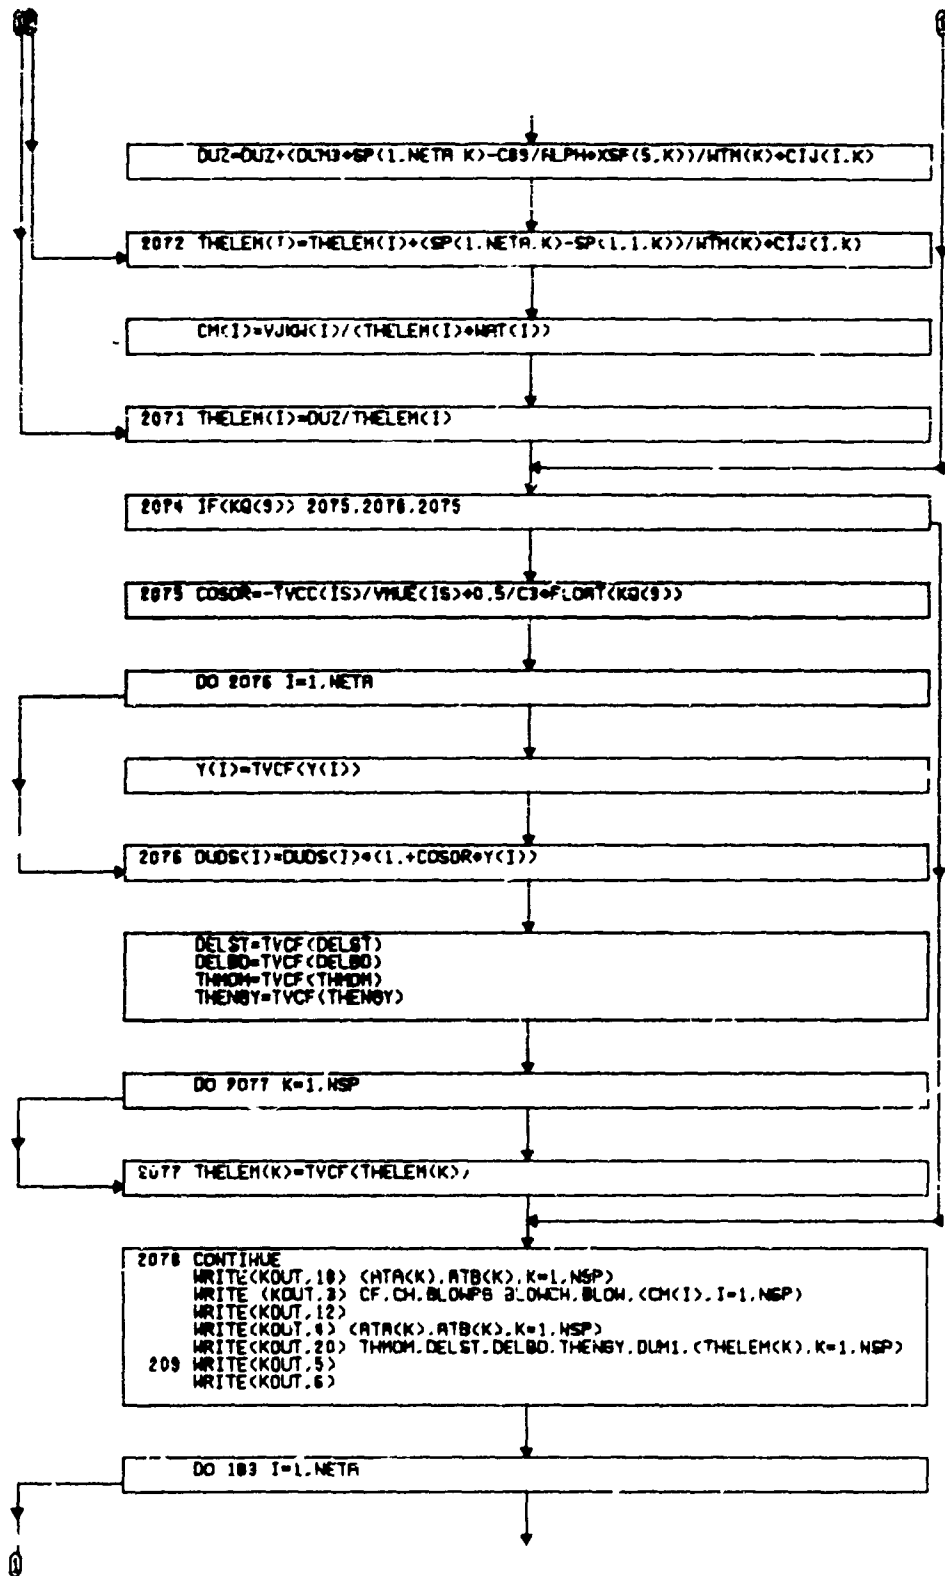 DUZ=DUZ+(DUM3*SP(1,NETA,K)-C89/ALPH*XSP(5,K))/WTM(K)*CIJ(I,K)
2072 THELEM(I)=THELEM(I)+(SP(1,NETA,K)-SP(1,1,K))/WTM(K)*CIJ(I,K)
CM(I)=VJKW(I)/(THELEM(I)*WAT(I))
2071 THELEM(I)=DUZ/THELEM(I)
2074 IF(KQ(9)) 2075,2078,2075
2075 COSOR=-TVCC(IS)/VMUE(IS)*0.5/C3*FLOAT(KQ(9))
DO 2076 I=1,NETA
Y(I)=TVCF(Y(I))
2076 DUDS(I)=DUDS(I)*(1.+COSOR*Y(I))
DELST=TVCF(DELST)
DELBD=TVCF(DELBD)
THMOM=TVCF(THMOM)
THENGY=TVCF(THENGY)
DO 2077 K=1,NSP
2077 THELEM(K)=TVCF(THELEM(K))
2078 CONTINUE
WRITE(KOUT,18) (ATA(K),ATB(K),K=1,NSP)
WRITE (KOUT,3) CF,CH,BLOWPG,BLOWCH,BLOW,(CM(I),I=1,NSP)
WRITE(KOUT,12)
WRITE(KOUT,4) (ATA(K),ATB(K),K=1,NSP)
WRITE(KOUT,20) THMOM,DELST,DELBD,THENGY,DUM1,(THELEM(K),K=1,NSP)
209 WRITE(KOUT,5)
WRITE(KOUT,6)
DO 183 I=1,NETA
1